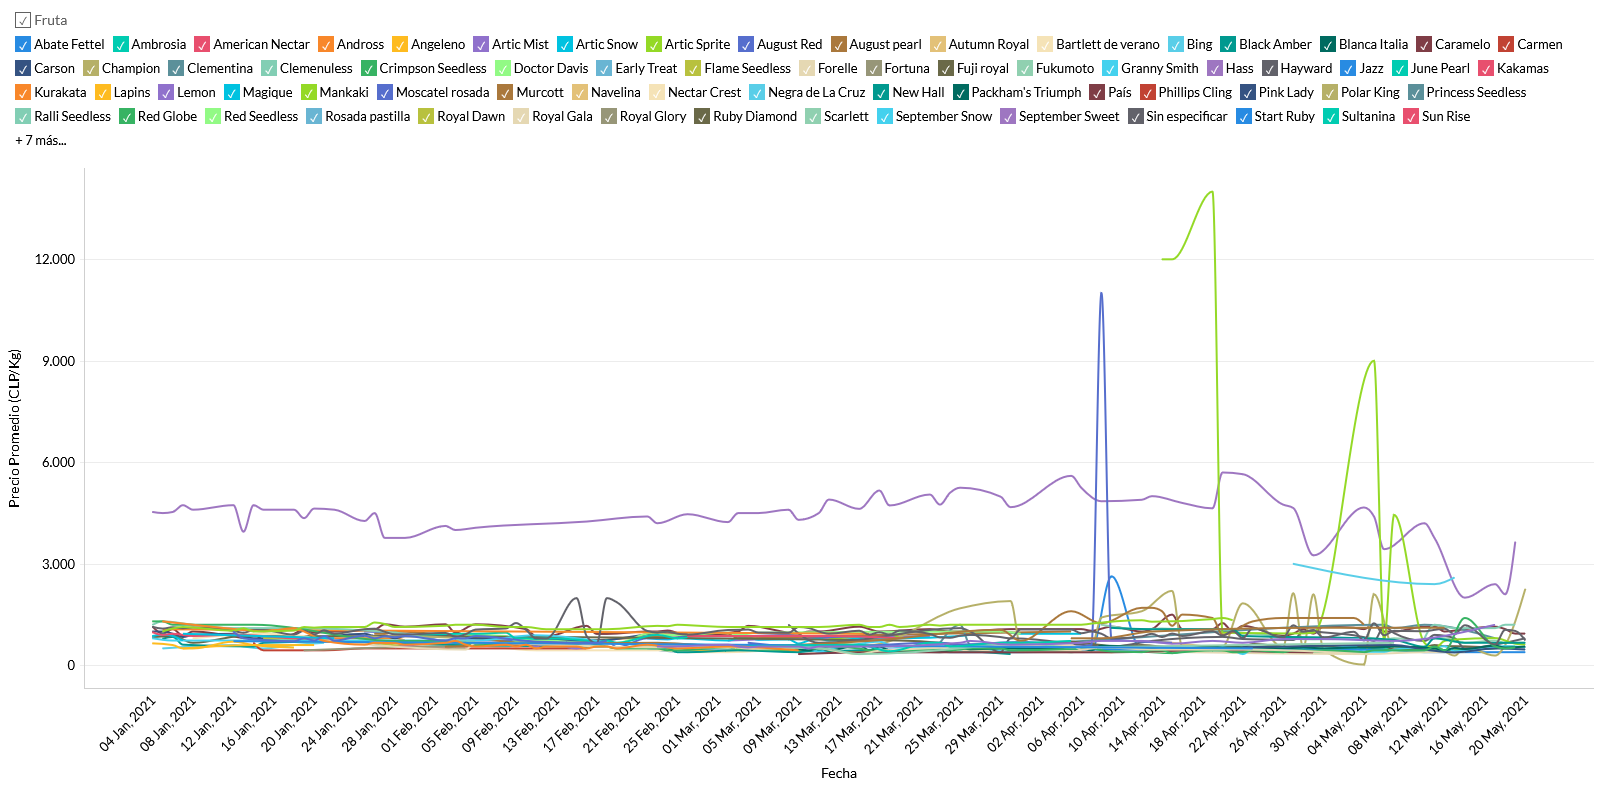 Fruta
Abate Fettel Ambrosia American Nectar Andross Angeleno Artic Mist Artic Snow Artic Sprite August Red August pearl Autumn Royal Bartlett de verano Bing Black Amber Blanca Italia Caramelo Carmen
Carson Champion Clementina Clemenuless Crimpson Seedless Doctor Davis Early Treat Flame Seedless Forelle Fortuna Fuji royal Fukumoto Granny Smith Hass Hayward Jazz June Pearl Kakamas
Kurakata Lapins Lemon Magique Mankaki Moscatel rosada Murcott Navelina Nectar Crest Negra de La Cruz New Hall Packham's Triumph País Phillips Cling Pink Lady Polar King Princess Seedless
Ralli Seedless Red Globe Red Seedless Rosada pastilla Royal Dawn Royal Gala Royal Glory Ruby Diamond Scarlett September Snow September Sweet Sin especificar Start Ruby Sultanina Sun Rise
+ 7 más...
Precio Promedio (CLP/Kg)
12.000
9.000
6.000
3.000
0
04 Jan, 2021 08 Jan, 2021 12 Jan, 2021 16 Jan, 2021 20 Jan, 2021 24 Jan, 2021 28 Jan, 2021 01 Feb, 2021 05 Feb, 2021 09 Feb, 2021 13 Feb, 2021 17 Feb, 2021 21 Feb, 2021 25 Feb, 2021 01 Mar, 2021 05 Mar, 2021 09 Mar, 2021 13 Mar, 2021 17 Mar, 2021 21 Mar, 2021 25 Mar, 2021 29 Mar, 2021 02 Apr, 2021 06 Apr, 2021 10 Apr, 2021 14 Apr, 2021 18 Apr, 2021 22 Apr, 2021 26 Apr, 2021 30 Apr, 2021 04 May, 2021 08 May, 2021 12 May, 2021 16 May, 2021 20 May, 2021
Fecha